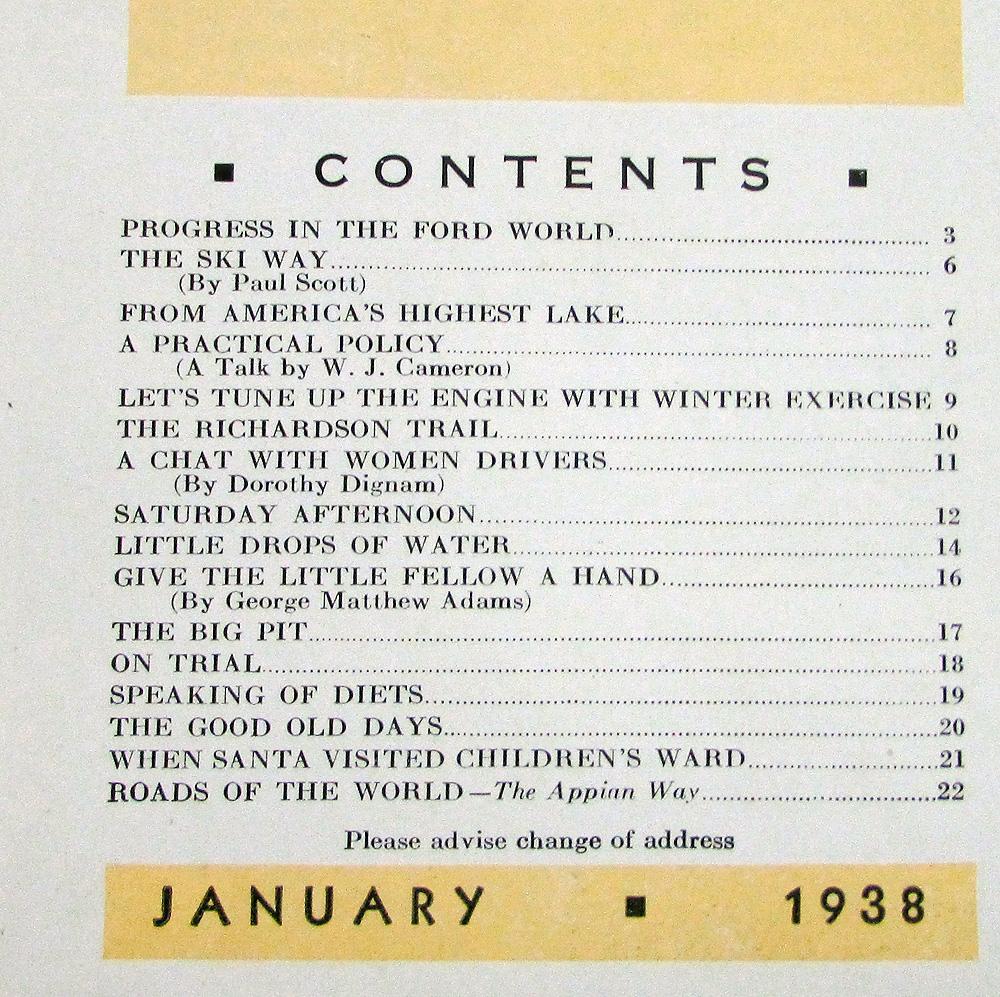 ▪ CONTENTS ▪
PROGRESS IN THE FORD WORLD........ 3
THE SKI WAY........ 6
(By Paul Scott)
FROM AMERICA'S HIGHEST LAKE........ 7
A PRACTICAL POLICY........ 8
(A Talk by W. J. Cameron)
LET'S TUNE UP THE ENGINE WITH WINTER EXERCISE 9
THE RICHARDSON TRAIL........10
A CHAT WITH WOMEN DRIVERS........11
(By Dorothy Dignam)
SATURDAY AFTERNOON........12
LITTLE DROPS OF WATER........14
GIVE THE LITTLE FELLOW A HAND........16
(By George Matthew Adams)
THE BIG PIT........17
ON TRIAL........18
SPEAKING OF DIETS........19
THE GOOD OLD DAYS........20
WHEN SANTA VISITED CHILDREN'S WARD........21
ROADS OF THE WORLD—The Appian Way........22
Please advise change of address
JANUARY ▪ 1938